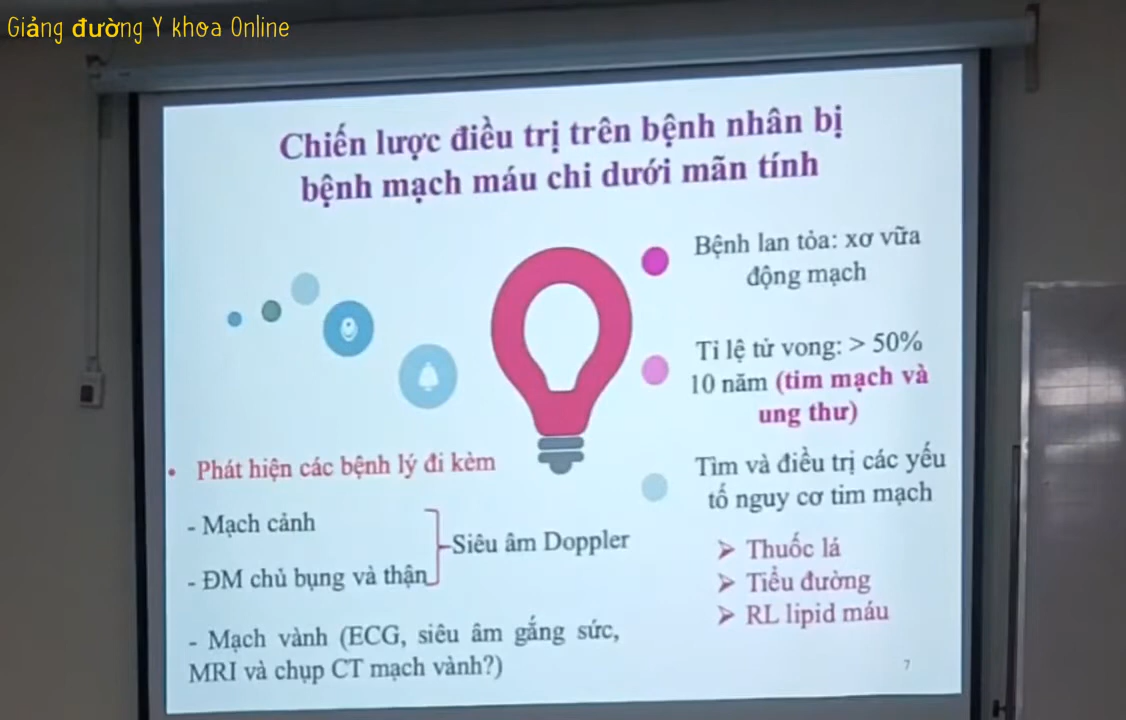 Giảng đường Y khoa Online
Chiến lược điều trị trên bệnh nhân bị
bệnh mạch máu chi dưới mãn tính
Bệnh lan tỏa: xơ vữa
động mạch
Tỉ lệ tử vong: > 50%
10 năm (tim mạch và
ung thư)
Tìm và điều trị các yếu
tố nguy cơ tim mạch
➤ Thuốc lá
➤ Tiểu đường
➤ RL lipid máu
• Phát hiện các bệnh lý đi kèm
- Mạch cảnh
Siêu âm Doppler
- ĐM chủ bụng và thận
- Mạch vành (ECG, siêu âm gắng sức,
MRI và chụp CT mạch vành?)
7